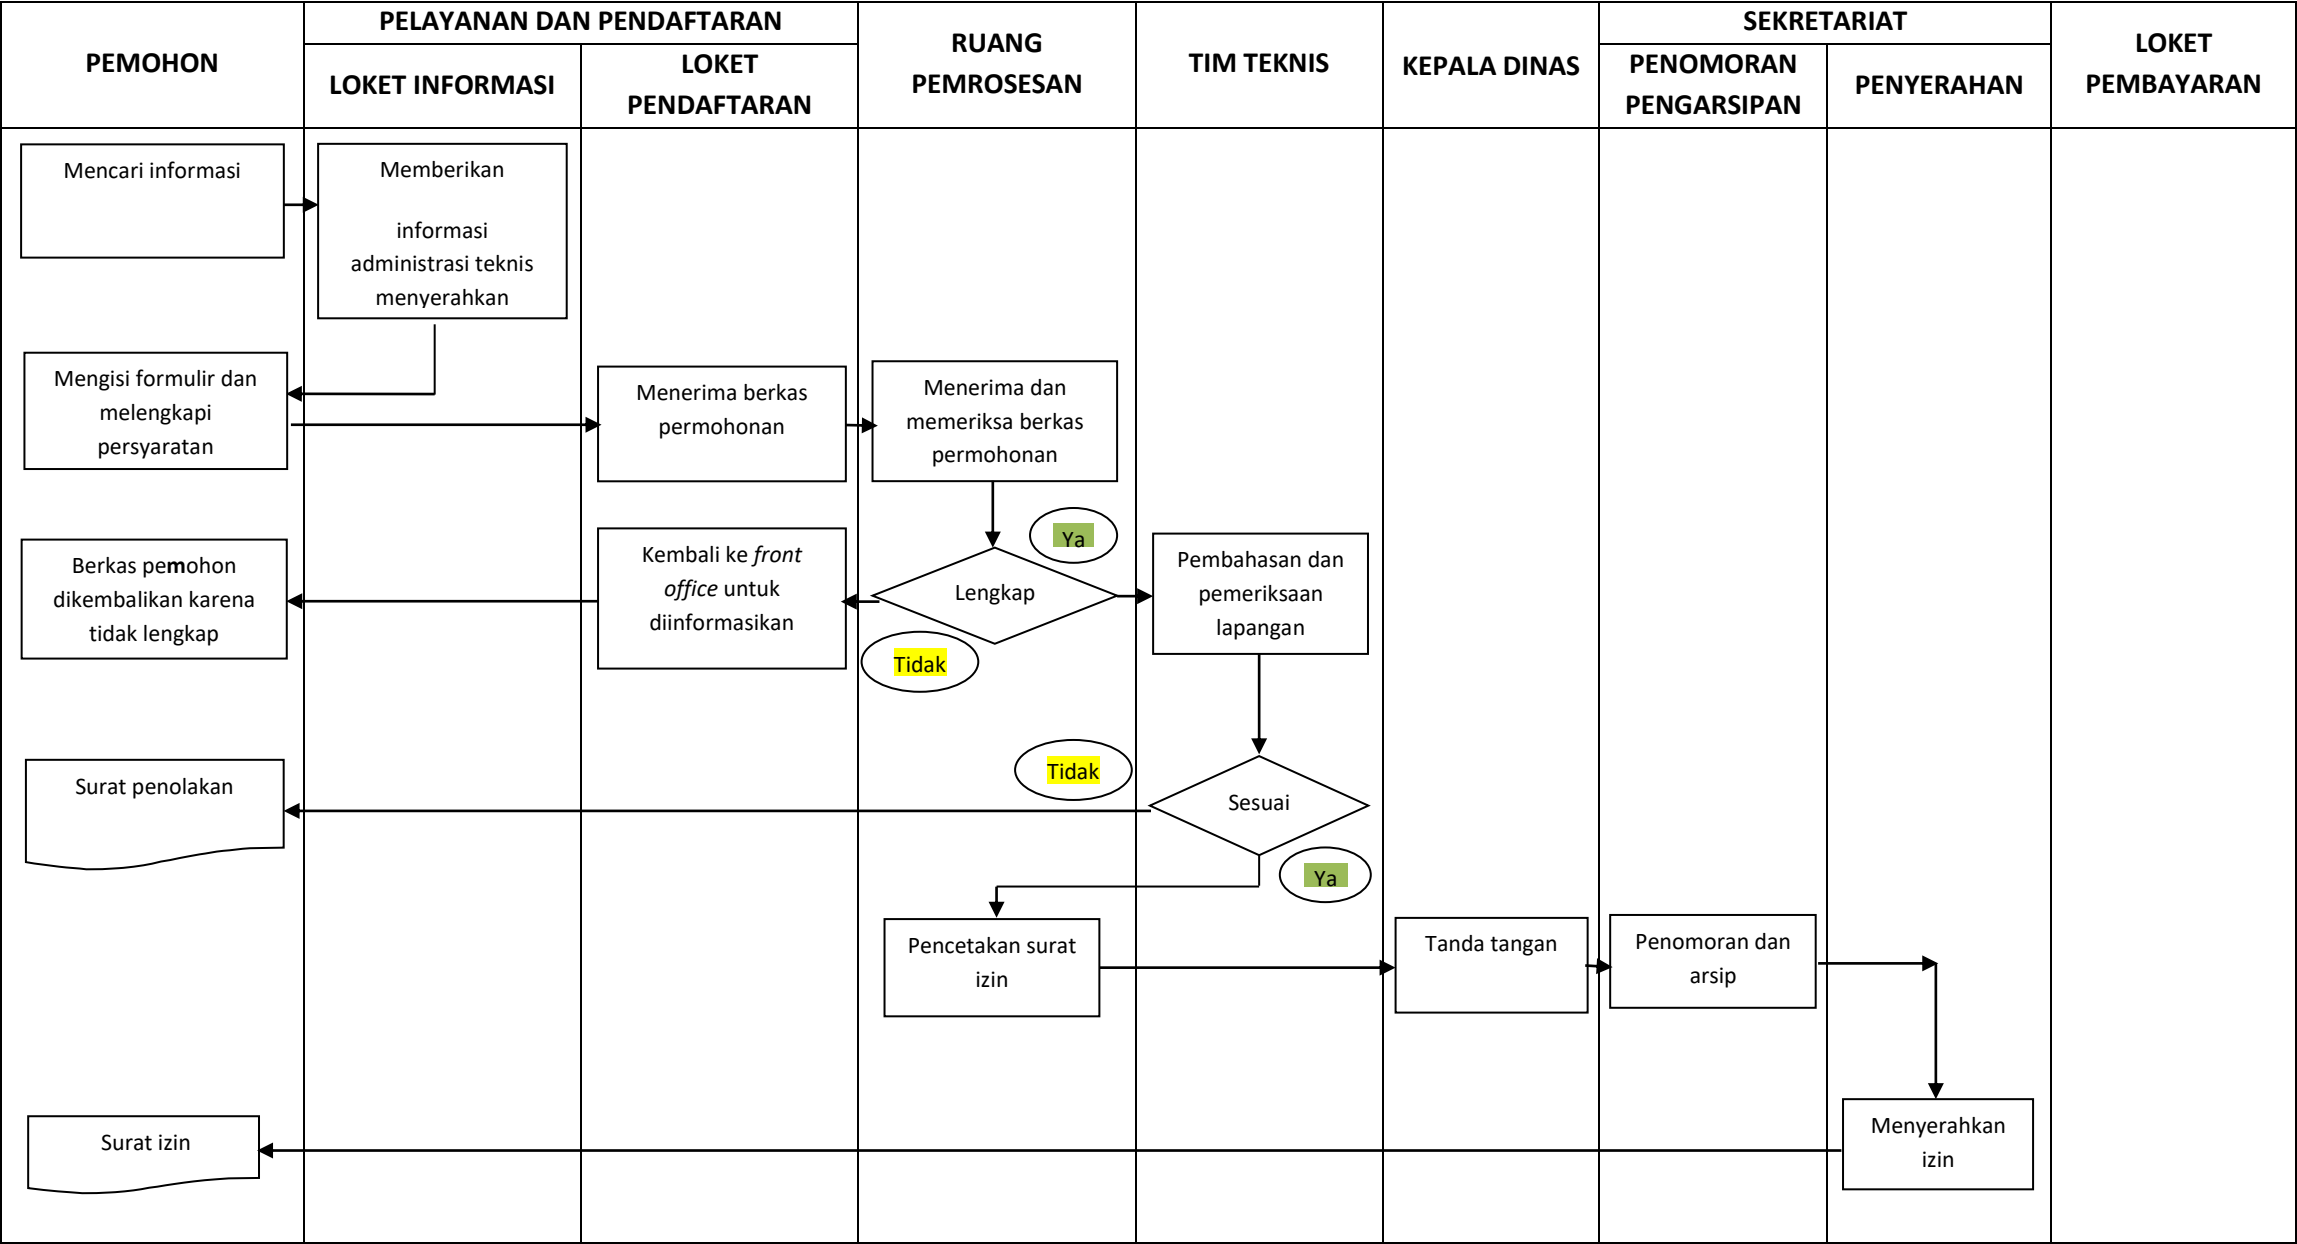 PEMOHON
PELAYANAN DAN PENDAFTARAN
LOKET INFORMASI
LOKET
PENDAFTARAN
RUANG
PEMROSESAN
TIM TEKNIS
KEPALA DINAS
SEKRETARIAT
PENOMORAN
PENGARSIPAN
PENYERAHAN
LOKET
PEMBAYARAN
Mencari informasi
Memberikan
informasi
administrasi teknis
menyerahkan
Mengisi formulir dan
melengkapi
persyaratan
Menerima berkas
permohonan
Menerima dan
memeriksa berkas
permohonan
Ya
Berkas pemohon
dikembalikan karena
tidak lengkap
Kembali ke front
office untuk
diinformasikan
Lengkap
Pembahasan dan
pemeriksaan
lapangan
Tidak
Tidak
Surat penolakan
Sesuai
Ya
Pencetakan surat
izin
Tanda tangan
Penomoran dan
arsip
Surat izin
Menyerahkan
izin